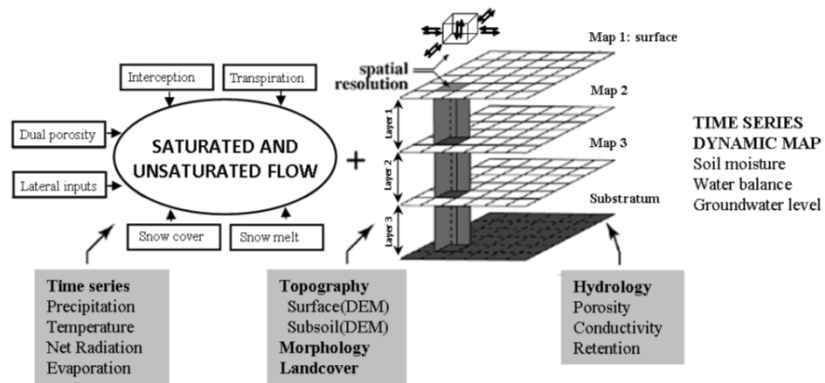 Map 1: surface
spatial
resolution
Map 2
Map 3
Substratum
Layer 1
Layer 2
Layer 3
Interception
Transpiration
Dual porosity
Lateral inputs
SATURATED AND
UNSATURATED FLOW
+
Snow cover
Snow melt
TIME SERIES
DYNAMIC MAP
Soil moisture
Water balance
Groundwater level
Time series
Precipitation
Temperature
Net Radiation
Evaporation
Topography
Surface(DEM)
Subsoil(DEM)
Morphology
Landcover
Hydrology
Porosity
Conductivity
Retention